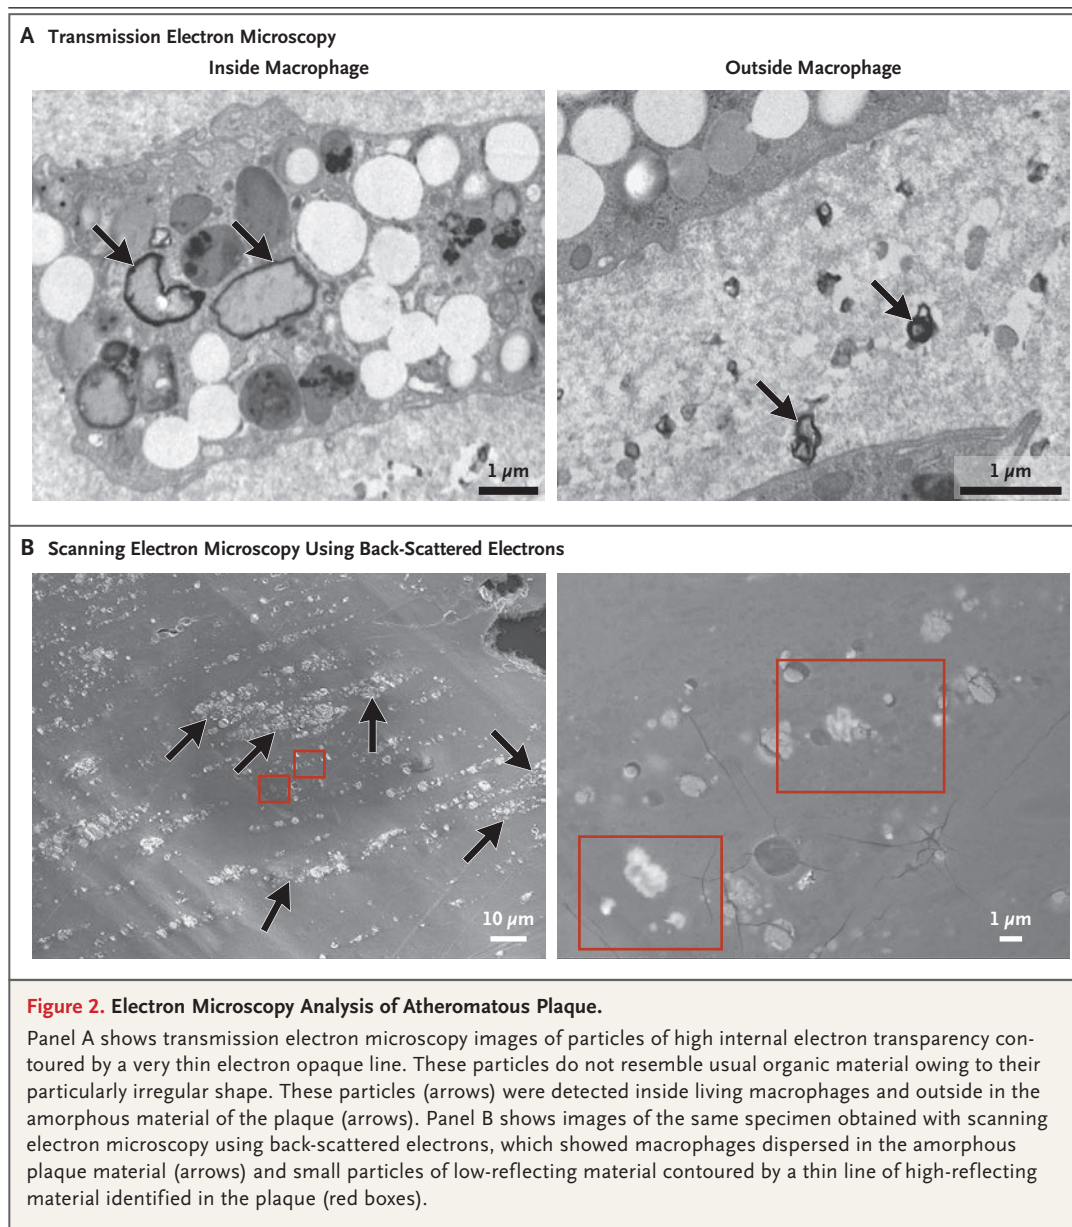 A Transmission Electron Microscopy
Inside Macrophage
Outside Macrophage
1 µm
1 µm
B Scanning Electron Microscopy Using Back-Scattered Electrons
10 µm
1 µm
Figure 2. Electron Microscopy Analysis of Atheromatous Plaque.
Panel A shows transmission electron microscopy images of particles of high internal electron transparency con-
toured by a very thin electron opaque line. These particles do not resemble usual organic material owing to their
particularly irregular shape. These particles (arrows) were detected inside living macrophages and outside in the
amorphous material of the plaque (arrows). Panel B shows images of the same specimen obtained with scanning
electron microscopy using back-scattered electrons, which showed macrophages dispersed in the amorphous
plaque material (arrows) and small particles of low-reflecting material contoured by a thin line of high-reflecting
material identified in the plaque (red boxes).